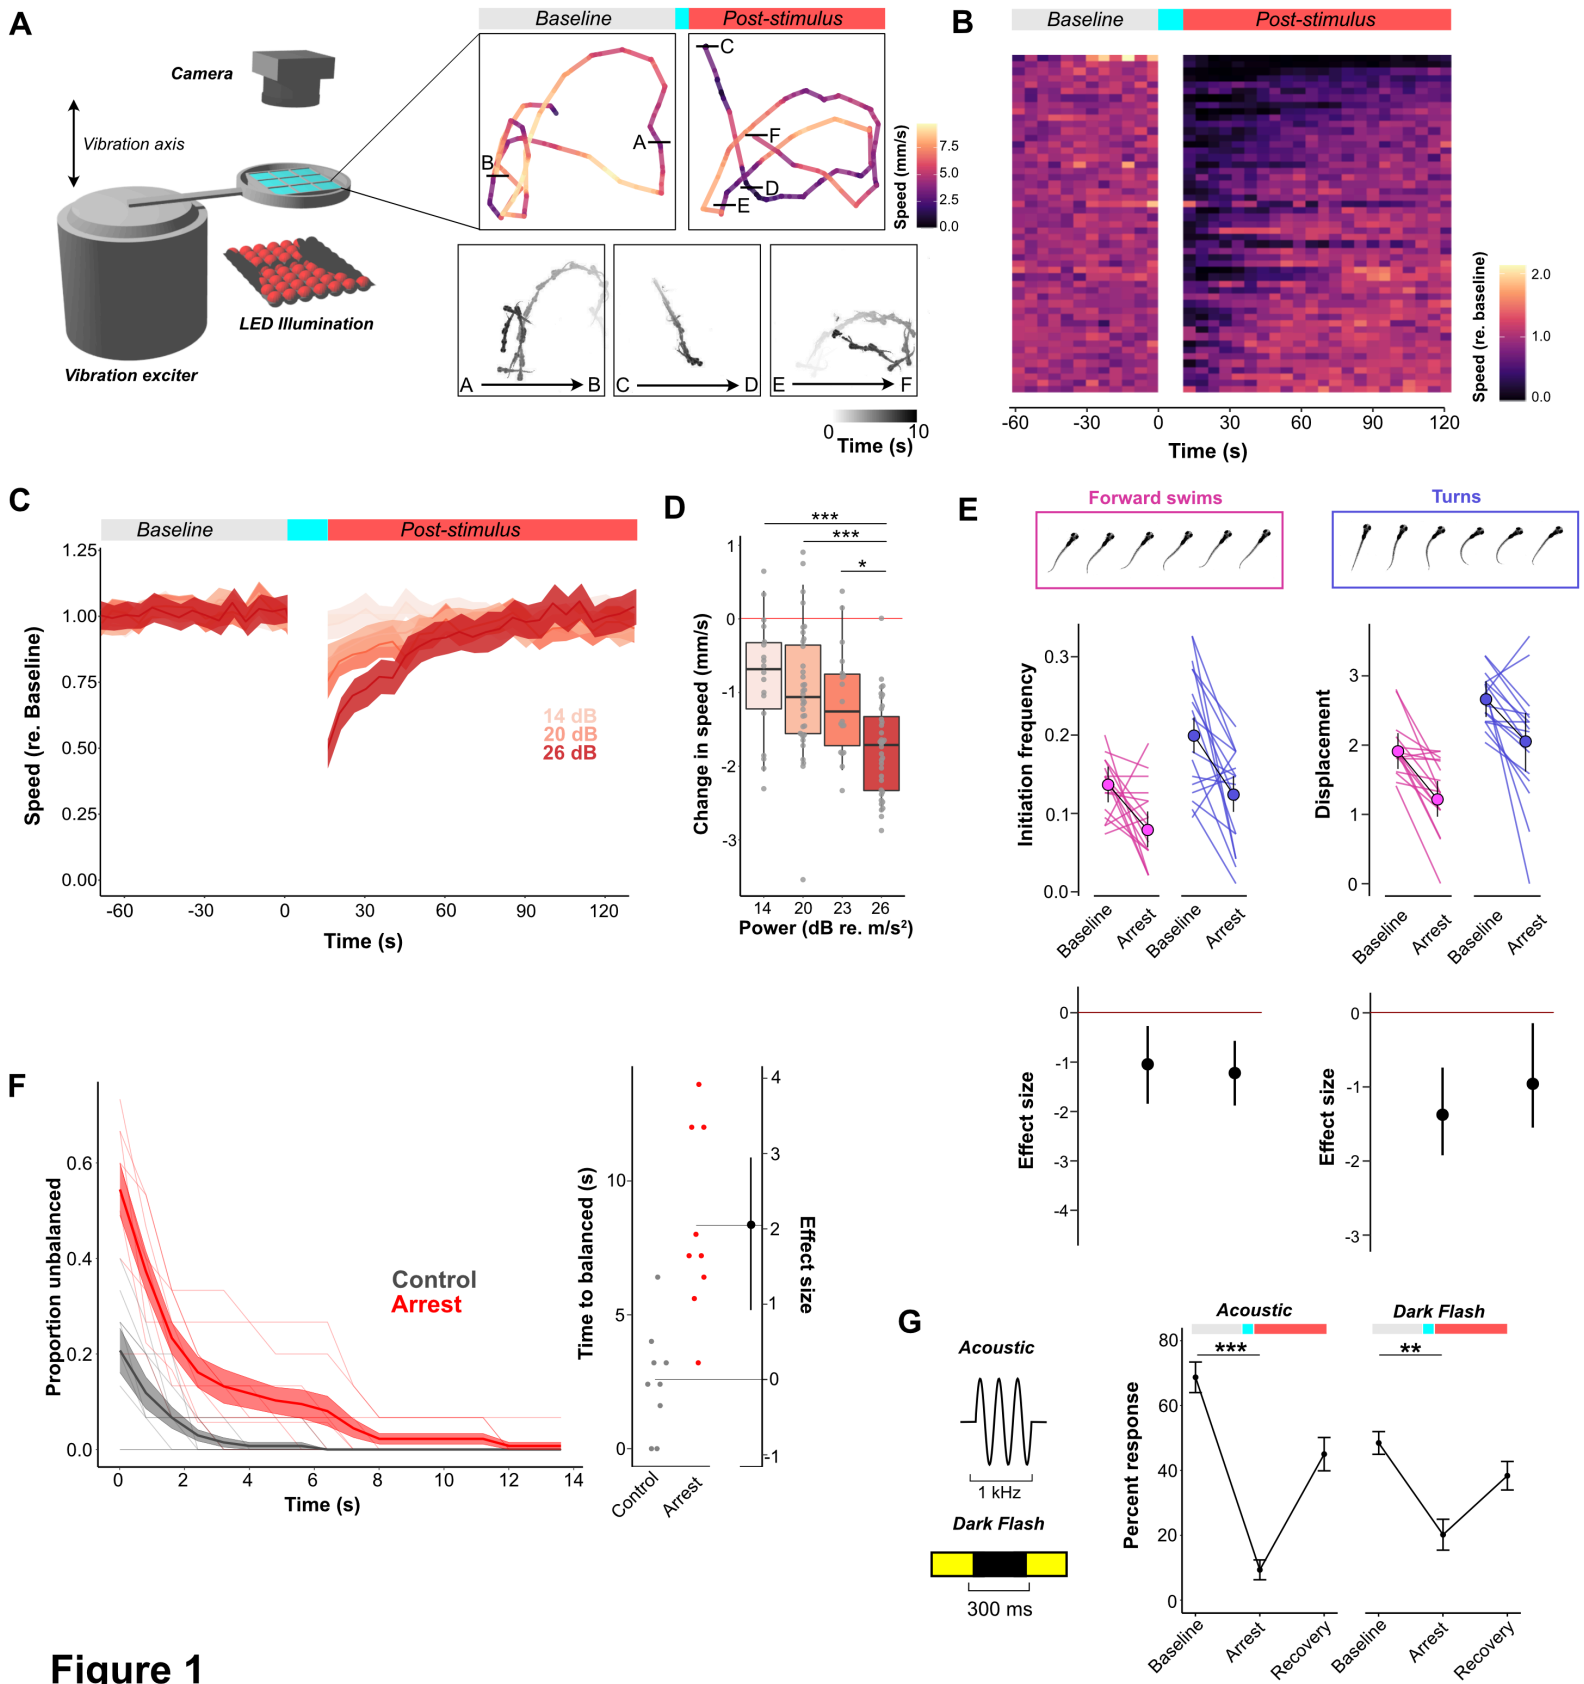 A
Baseline
Post-stimulus
Camera
Vibration axis
LED Illumination
Vibration exciter
C
A
B
F
D
E
Speed (mm/s)
7.5
5.0
2.5
0.0
A
B
C
D
E
F
0
10
Time (s)
B
Baseline
Post-stimulus
Speed (re. baseline)
2.0
1.0
0.0
-60
-30
0
30
60
90
120
Time (s)
C
Baseline
Post-stimulus
Speed (re. Baseline)
1.25
1.00
0.75
0.50
0.25
0.00
14 dB
20 dB
26 dB
-60
-30
0
30
60
90
120
Time (s)
D
***
***
*
Change in speed (mm/s)
1
0
-1
-2
-3
14
20
23
26
Power (dB re. m/s²)
E
Forward swims
Turns
Initiation frequency
0.3
0.2
0.1
0.0
Baseline
Arrest
Baseline
Arrest
Displacement
3
2
1
0
Baseline
Arrest
Baseline
Arrest
Effect size
0
-1
-2
-3
-4
Effect size
0
-1
-2
-3
F
Proportion unbalanced
0.6
0.4
0.2
0.0
Control
Arrest
0
2
4
6
8
10
12
14
Time (s)
Time to balanced (s)
10
5
0
Control
Arrest
4
3
2
1
0
-1
Effect size
G
Acoustic
1 kHz
Dark Flash
300 ms
Acoustic
Dark Flash
***
**
Percent response
80
60
40
20
0
Baseline
Arrest
Recovery
Baseline
Arrest
Recovery
Figure 1